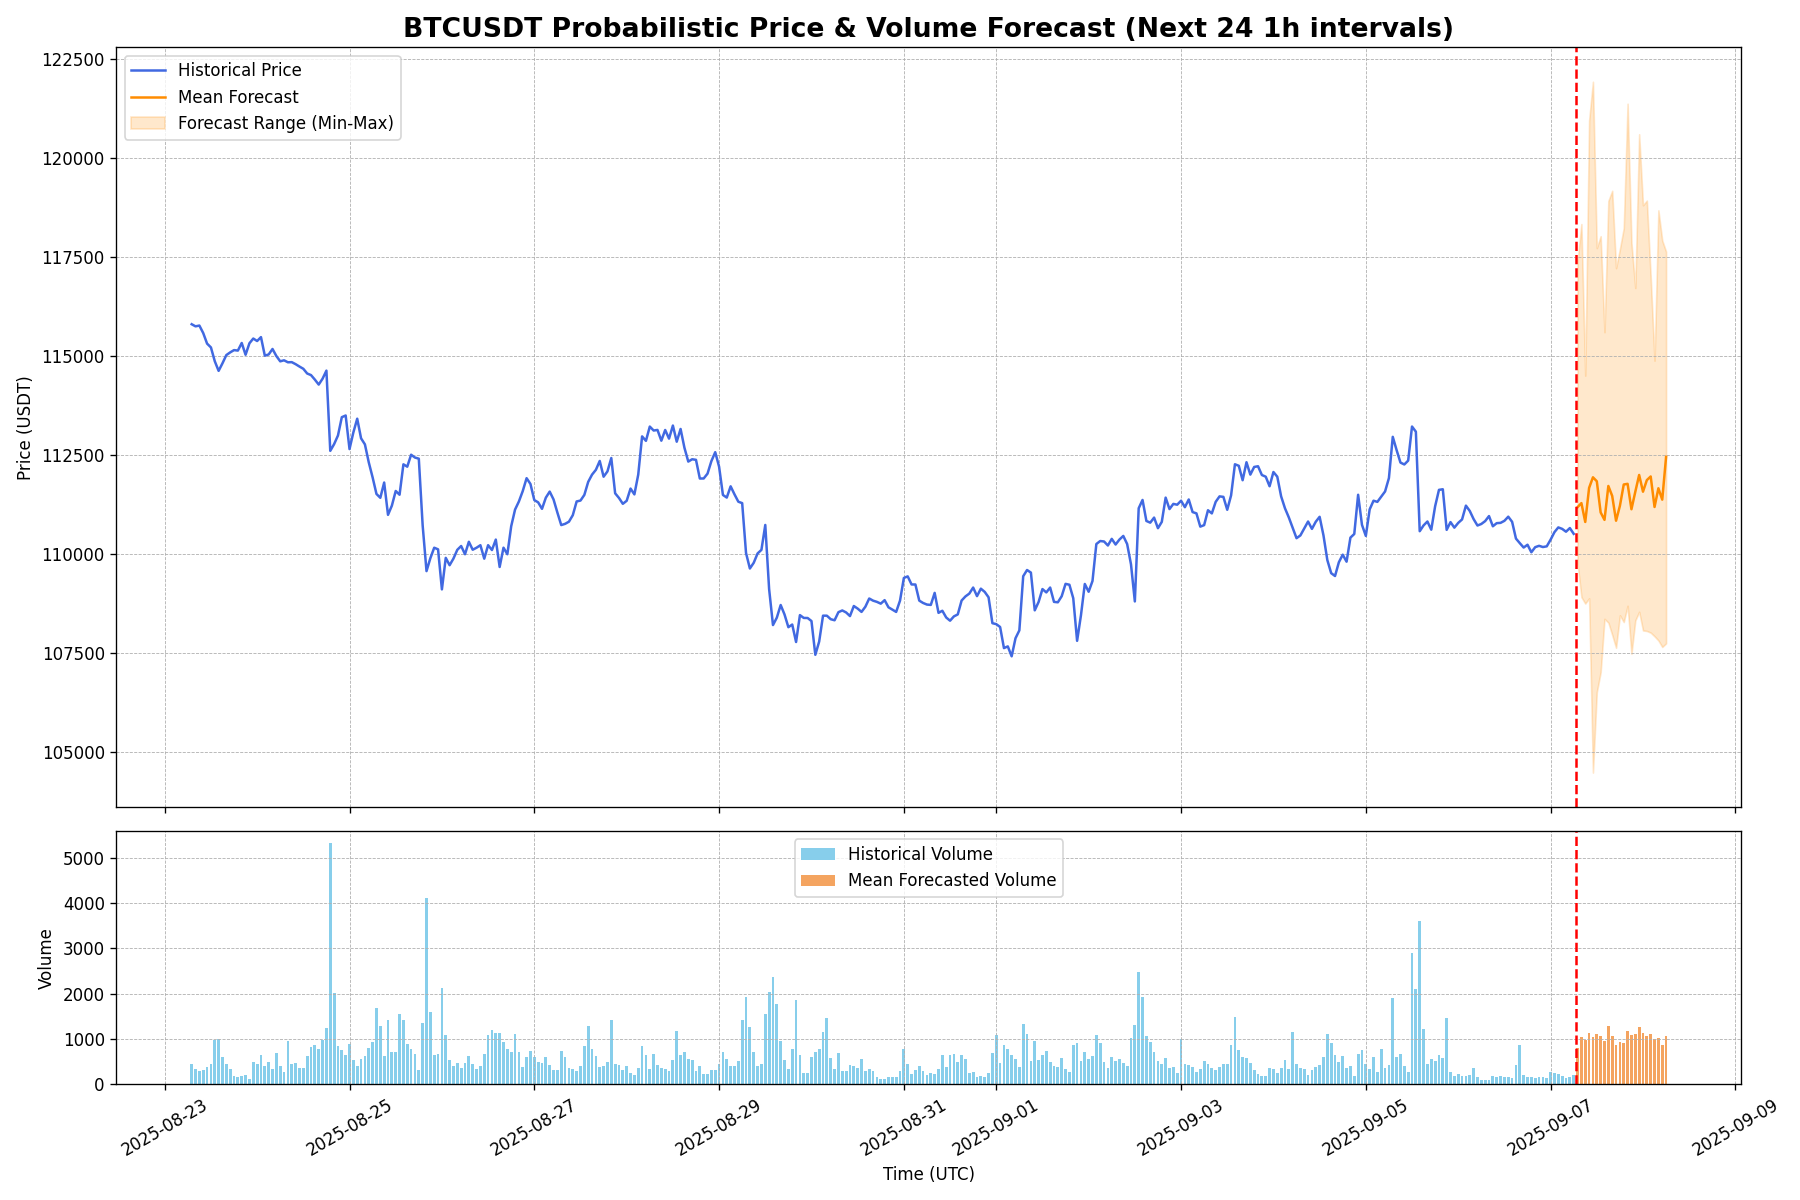 BTCUSDT Probabilistic Price & Volume Forecast (Next 24 1h intervals)
Historical Price
Mean Forecast
Forecast Range (Min-Max)
122500
120000
117500
115000
112500
110000
107500
105000
Price (USDT)
Historical Volume
Mean Forecasted Volume
5000
4000
3000
2000
1000
0
Volume
2025-08-23
2025-08-25
2025-08-27
2025-08-29
2025-08-31
2025-09-01
2025-09-03
2025-09-05
2025-09-07
2025-09-09
Time (UTC)